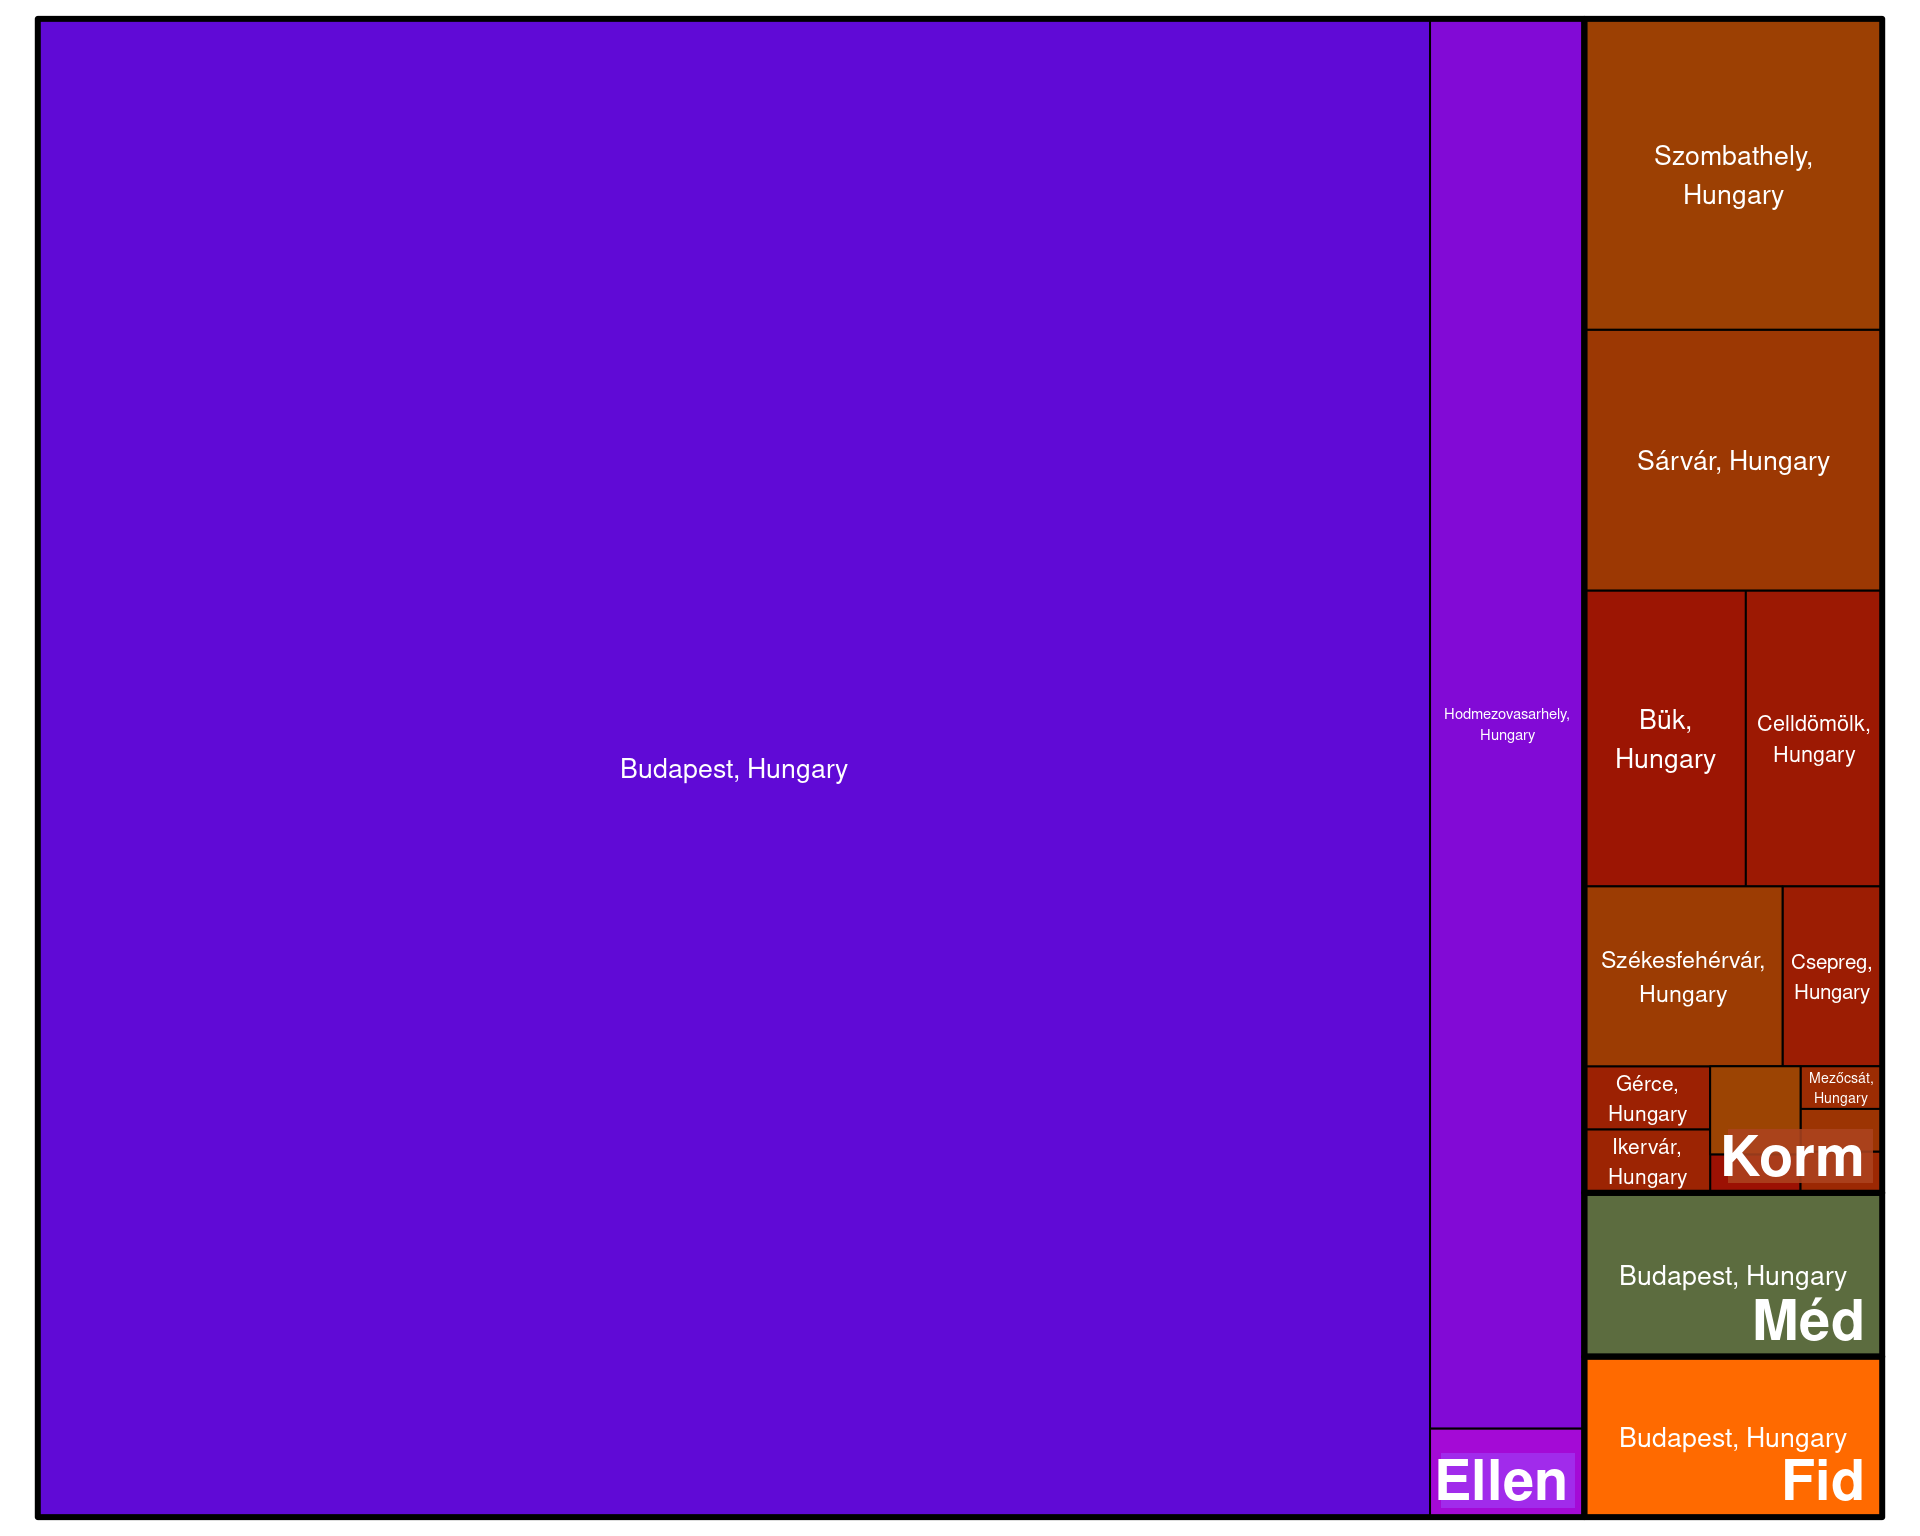 Budapest, Hungary
Hodmezovasarhely,
Hungary
Ellen
Szombathely,
Hungary
Sárvár, Hungary
Bük,
Hungary
Celldömölk,
Hungary
Székesfehérvár,
Hungary
Csepreg,
Hungary
Gérce,
Hungary
Ikervár,
Hungary
Mezőcsát,
Hungary
Korm
Budapest, Hungary
Méd
Budapest, Hungary
Fid